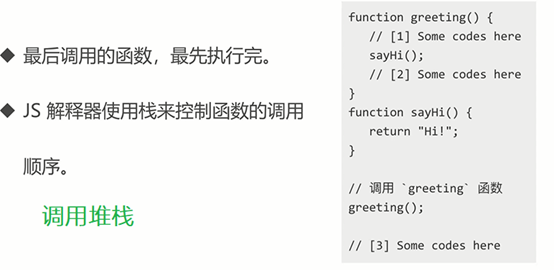 ◆ 最后调用的函数，最先执行完。
◆ JS 解释器使用栈来控制函数的调用
顺序。
调用堆栈
function greeting() {
   // [1] Some codes here
   sayHi();
   // [2] Some codes here
}
function sayHi() {
   return "Hi!";
}

// 调用 `greeting` 函数
greeting();

// [3] Some codes here